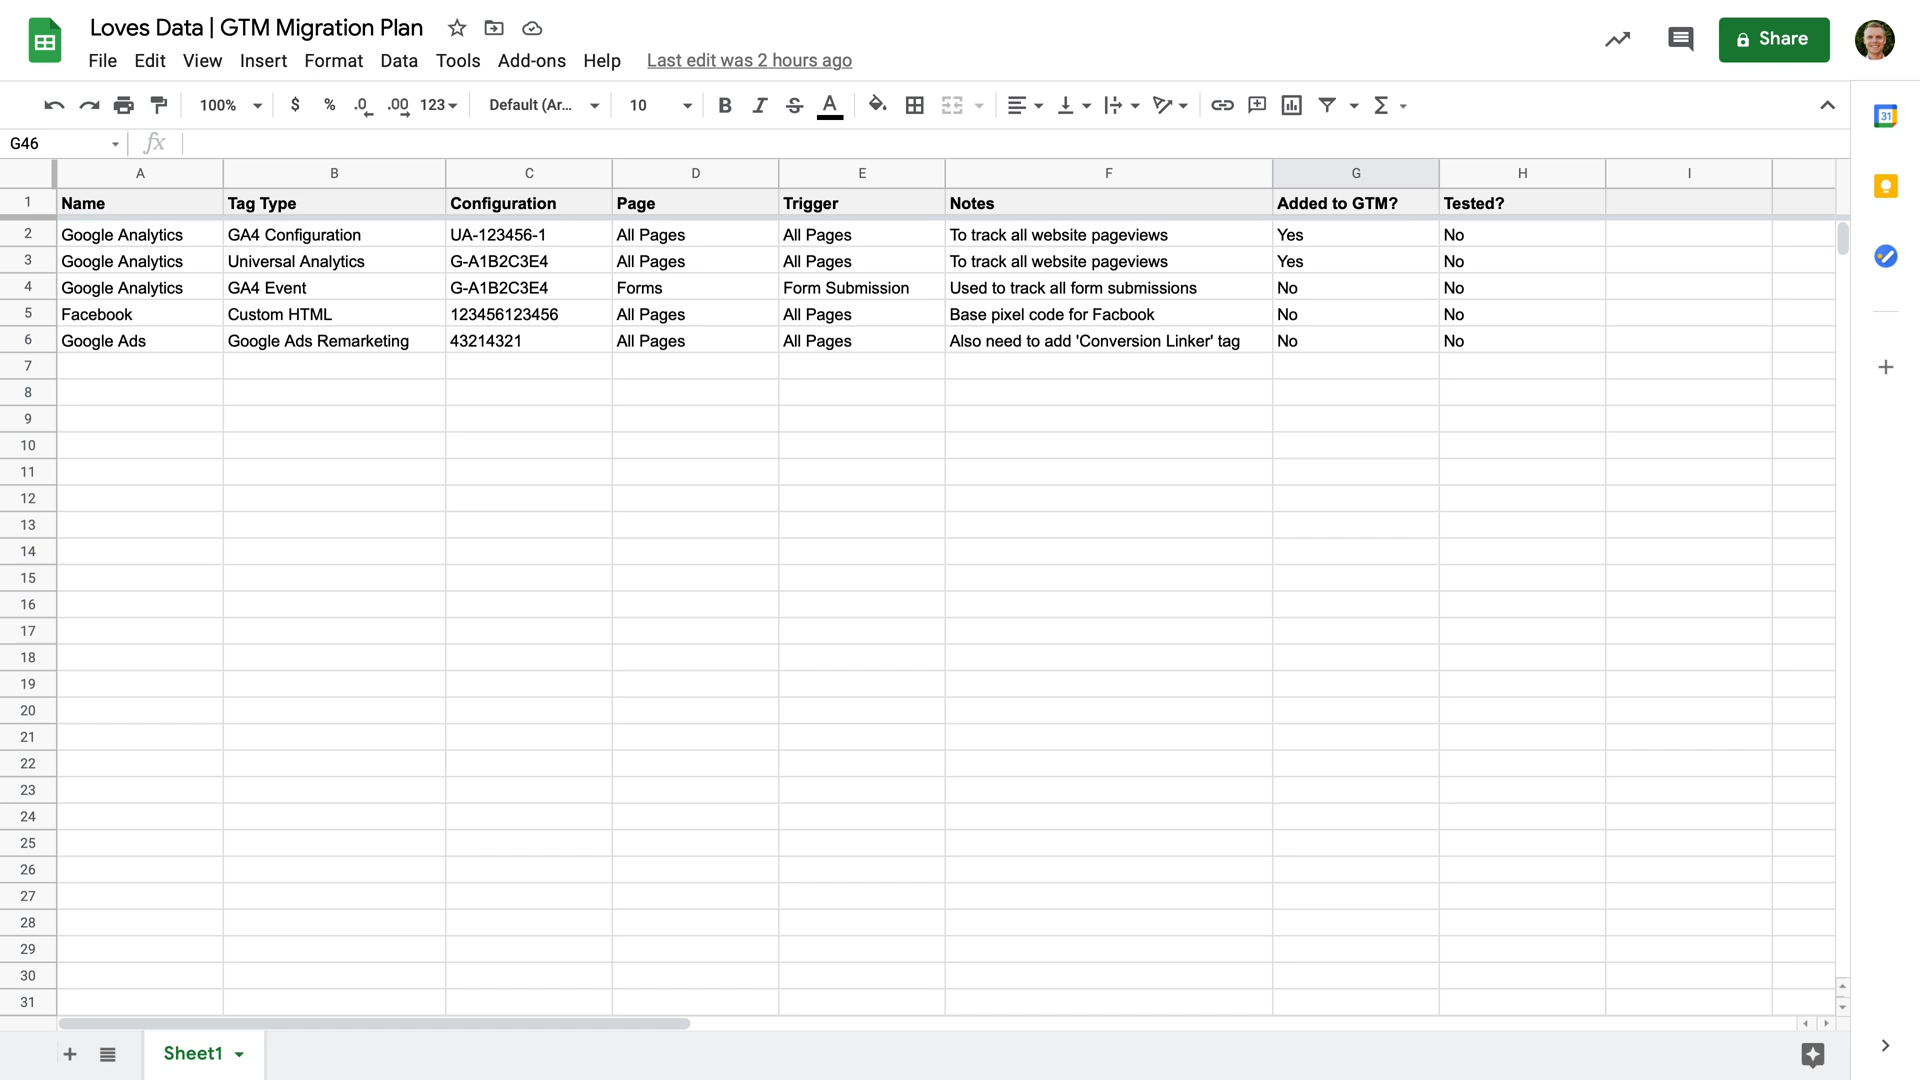 Loves Data | GTM Migration Plan
File Edit View Insert Format Data Tools Add-ons Help Last edit was 2 hours ago
Share
100% $ % .0 .00 123 Default (Ar... 10 B I S A Σ
31
G46 fx
A B C D E F G H I
1 Name Tag Type Configuration Page Trigger Notes Added to GTM? Tested?
2 Google Analytics GA4 Configuration UA-123456-1 All Pages All Pages To track all website pageviews Yes No
3 Google Analytics Universal Analytics G-A1B2C3E4 All Pages All Pages To track all website pageviews Yes No
4 Google Analytics GA4 Event G-A1B2C3E4 Forms Form Submission Used to track all form submissions No No
5 Facebook Custom HTML 123456123456 All Pages All Pages Base pixel code for Facbook No No
6 Google Ads Google Ads Remarketing 43214321 All Pages All Pages Also need to add 'Conversion Linker' tag No No
7
8
9
10
11
12
13
14
15
16
17
18
19
20
21
22
23
24
25
26
27
28
29
30
31
Sheet1